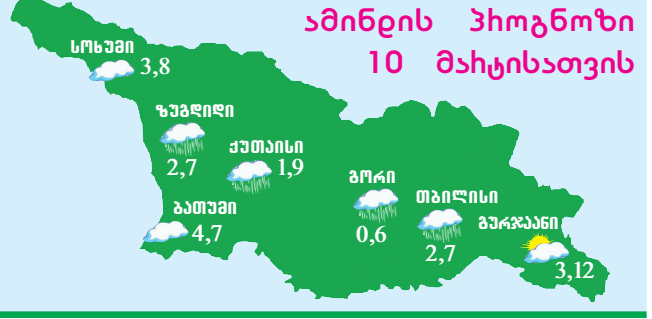 ამინდის პროგნოზი
10 მარტისათვის
სოხუმი
3,8
ზუგდიდი
2,7
ქუთაისი
1,9
ბათუმი
4,7
გორი
0,6
თბილისი
2,7
გურჯაანი
3,12